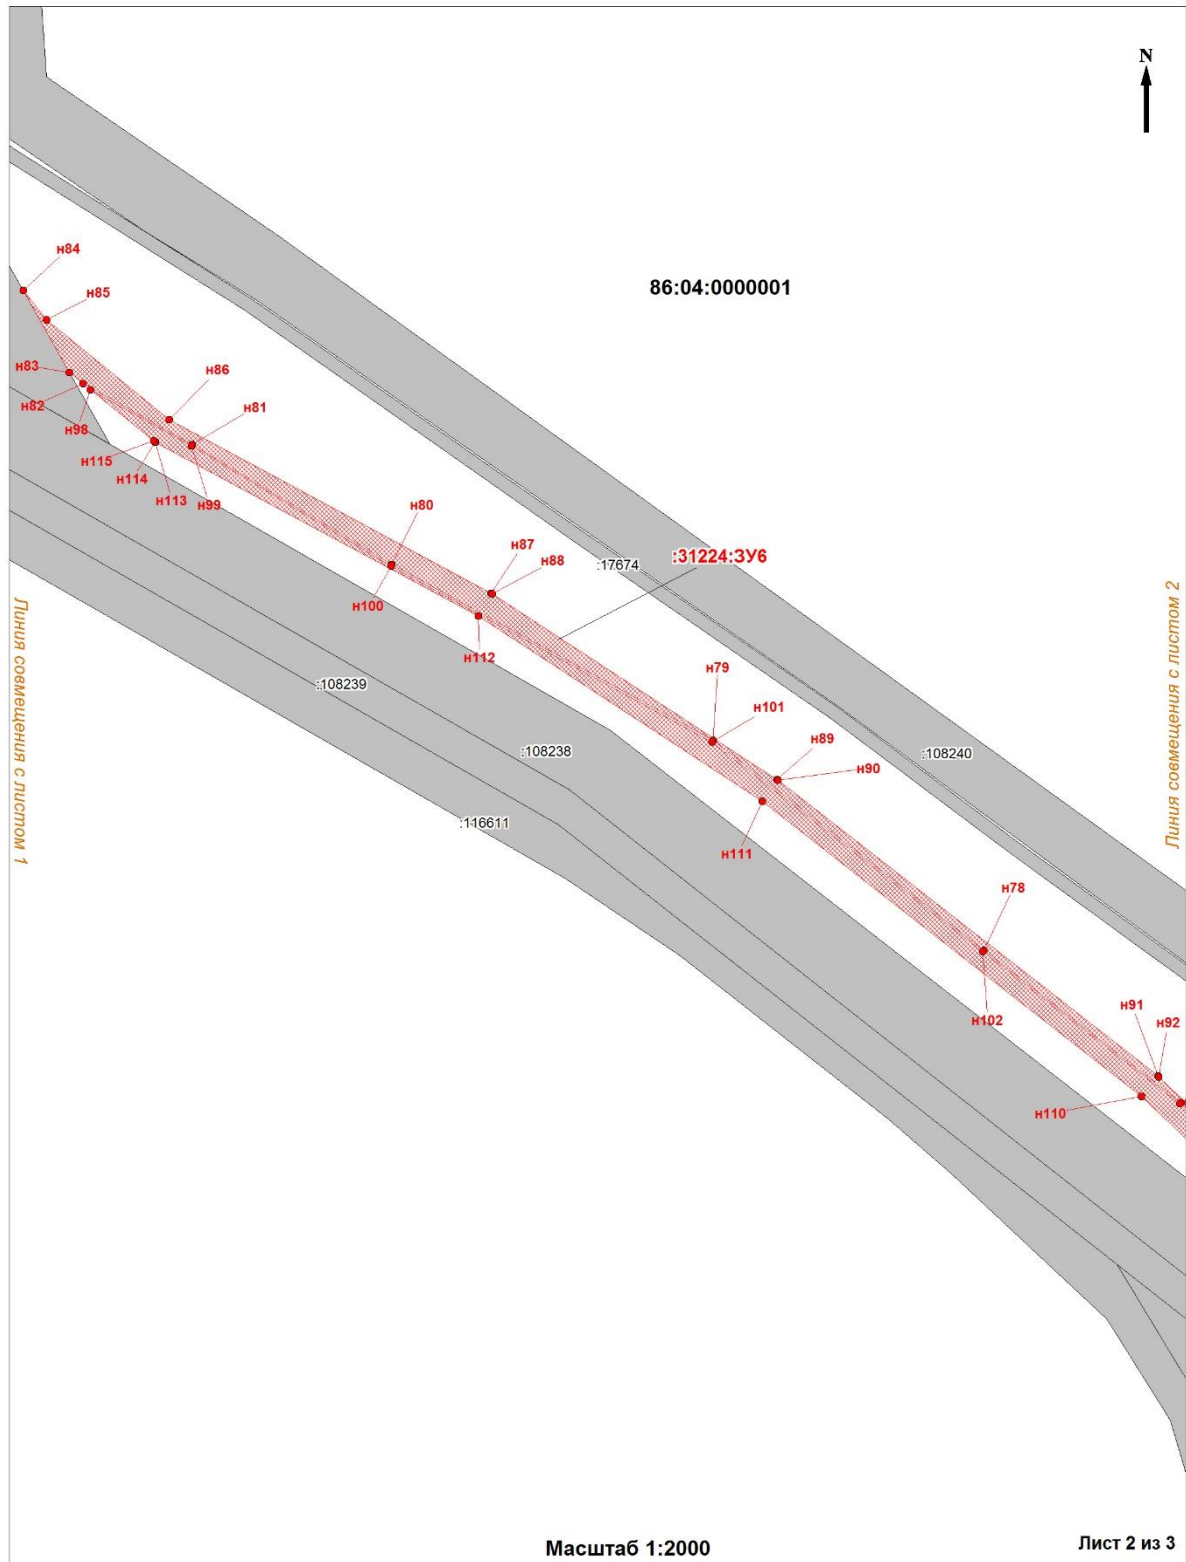 N
н84
86:04:0000001
н85
н86
н83
н82
н81
н98
н115
н114
н113
н99
н80
н87
н88
:31224:ЗУ6
:17674
н100
Линия совмещения с листом 1
Линия совмещения с листом 2
н112
н79
:108239
н101
:108238
:108240
н89
н90
:116611
н111
н78
н91
н102
н92
н110
Масштаб 1:2000
Лист 2 из 3